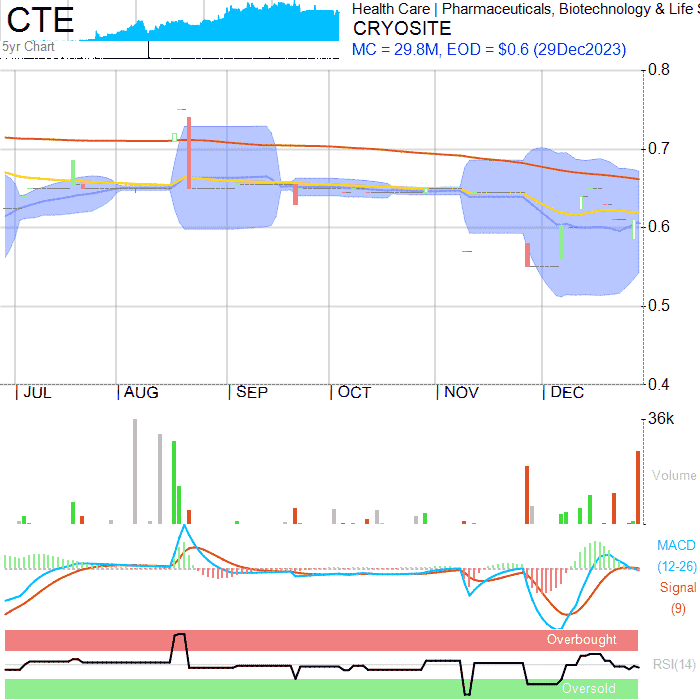 CTE
5yr Chart
Health Care | Pharmaceuticals, Biotechnology & Life S
CRYOSITE
MC = 29.8M, EOD = $0.6 (29Dec2023)
0.8
0.7
0.6
0.5
0.4
JUL AUG SEP OCT NOV DEC
36k
Volume
MACD
(12-26)
Signal
(9)
Overbought
RSI(14)
Oversold